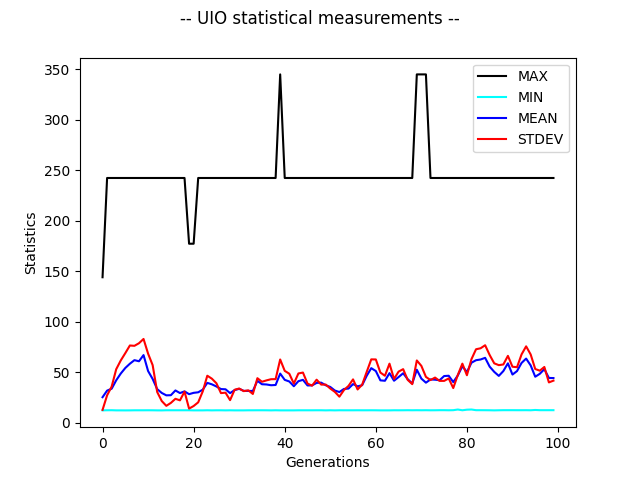 -- UIO statistical measurements --
350
300
250
200
150
100
50
0
Statistics
MAX
MIN
MEAN
STDEV
0 20 40 60 80 100
Generations